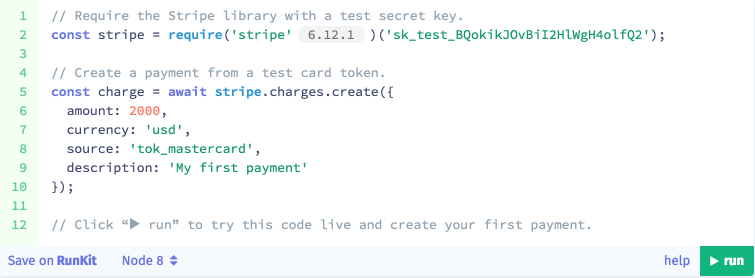 1 // Require the Stripe library with a test secret key.
2 const stripe = require('stripe' 6.12.1 )('sk_test_BQokikJOvBiI2HlWgH4olfQ2');
3
4 // Create a payment from a test card token.
5 const charge = await stripe.charges.create({
6 amount: 2000,
7 currency: 'usd',
8 source: 'tok_mastercard',
9 description: 'My first payment'
10 });
11
12 // Click “▶ run” to try this code live and create your first payment.
Save on RunKit Node 8 help ▶ run